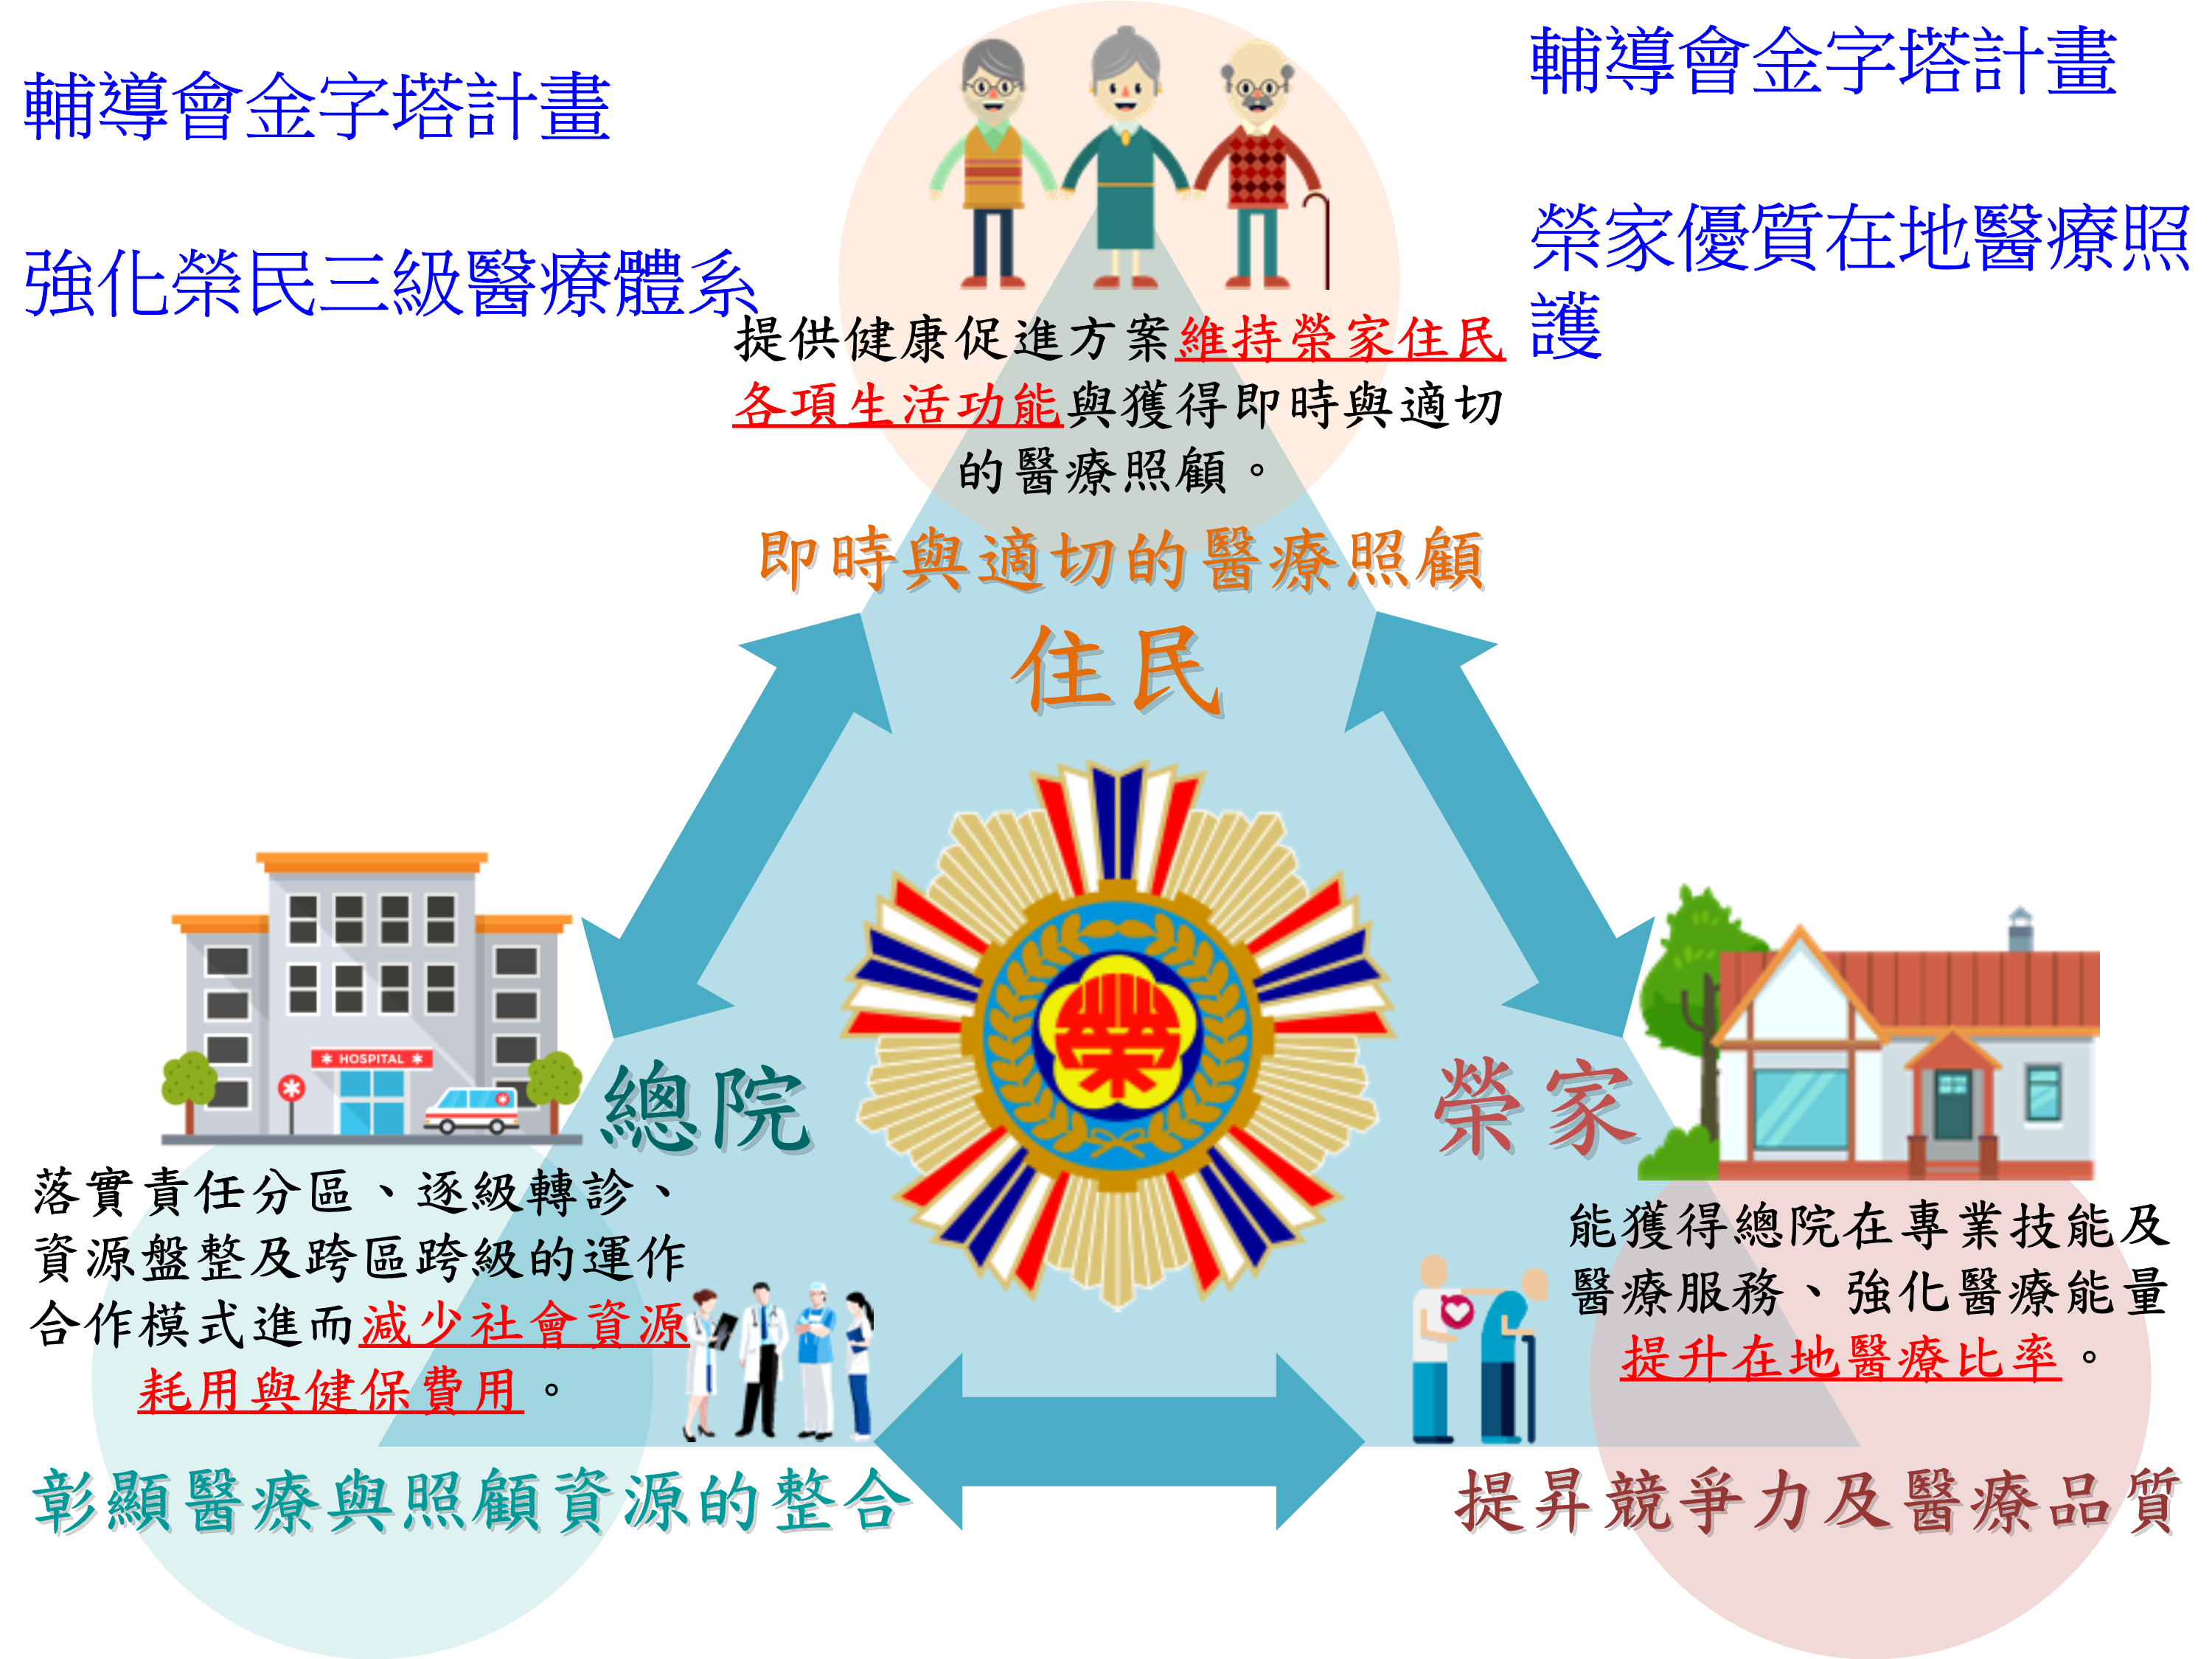 輔導會金字塔計畫
強化榮民三級醫療體系
輔導會金字塔計畫
榮家優質在地醫療照
護
提供健康促進方案維持榮家住民
各項生活功能與獲得即時與適切
的醫療照顧。
即時與適切的醫療照顧
住民
HOSPITAL
總院
落實責任分區、逐級轉診、
資源盤整及跨區跨級的運作
合作模式進而減少社會資源
耗用與健保費用。
彰顯醫療與照顧資源的整合
榮
榮家
能獲得總院在專業技能及
醫療服務、強化醫療能量
提升在地醫療比率。
提昇競爭力及醫療品質